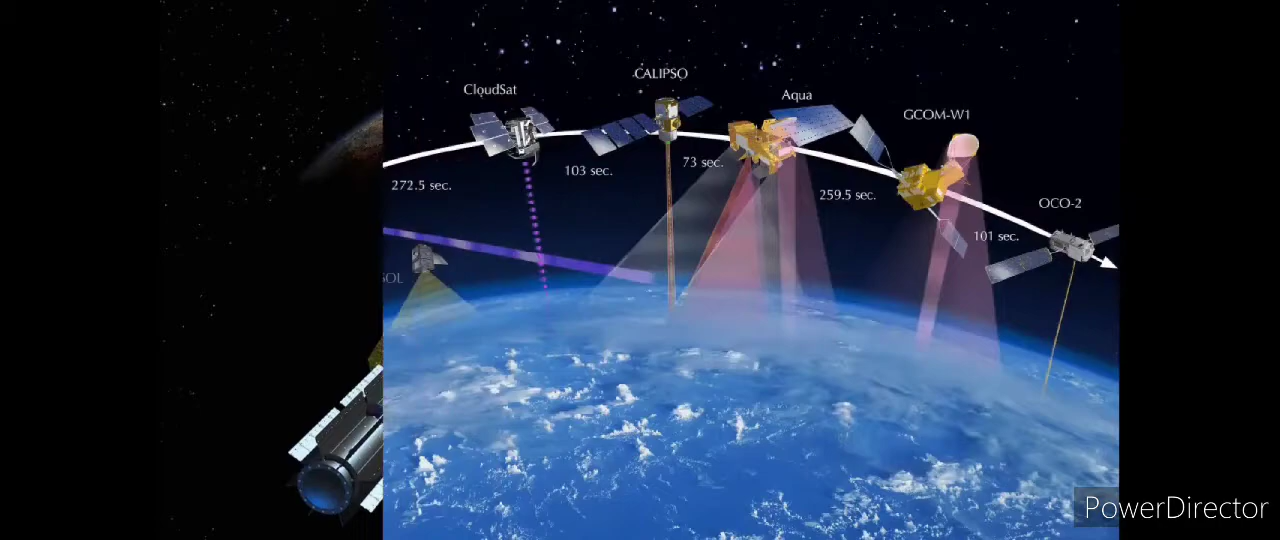 CALIPSO
CloudSat
Aqua
GCOM-W1
73 sec.
103 sec.
272.5 sec.
259.5 sec.
OCO-2
101 sec.
SOL
PowerDirector